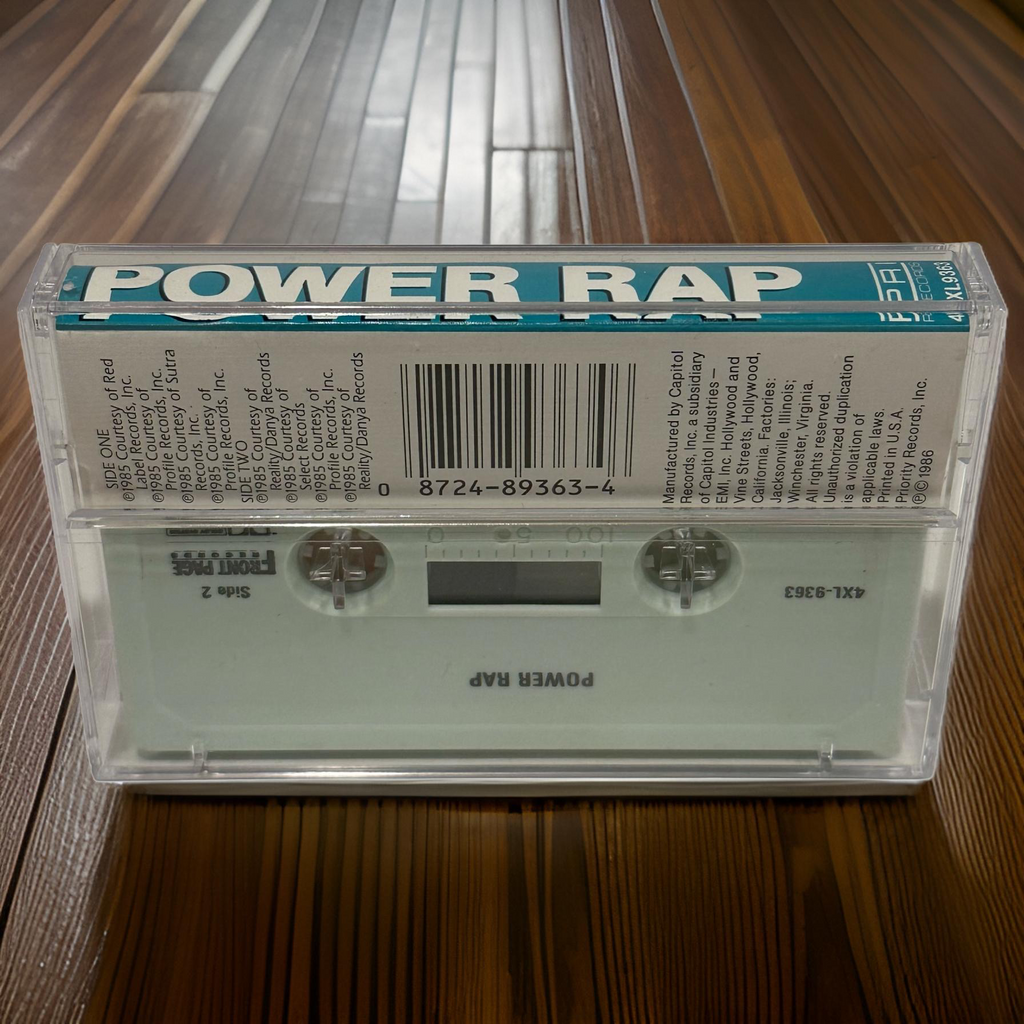 POWER RAP
4XL9363
SIDE ONE
℗1985 Courtesy of Red
Label Records, Inc.
℗1985 Courtesy of
Profile Records, Inc.
℗1985 Courtesy of Sutra
Records, Inc.
℗1985 Courtesy of
Profile Records, Inc.
SIDE TWO
℗1985 Courtesy of
Reality/Danya Records
℗1985 Courtesy of
Select Records
℗1985 Courtesy of
Profile Records, Inc.
℗1985 Courtesy of
Reality/Danya Records
0 8724-89363-4
Manufactured by Capitol
Records, Inc. a subsidiary
of Capitol Industries –
EMI, Inc. Hollywood and
Vine Streets, Hollywood,
California. Factories:
Jacksonville, Illinois;
Winchester, Virginia.
All rights reserved.
Unauthorized duplication
is a violation of
applicable laws.
Printed in U.S.A.
Priority Records, Inc.
℗©1986
POWER RAP
4XL-9363
100 50 0
Side 2
FRONT PAGE
RECORDS